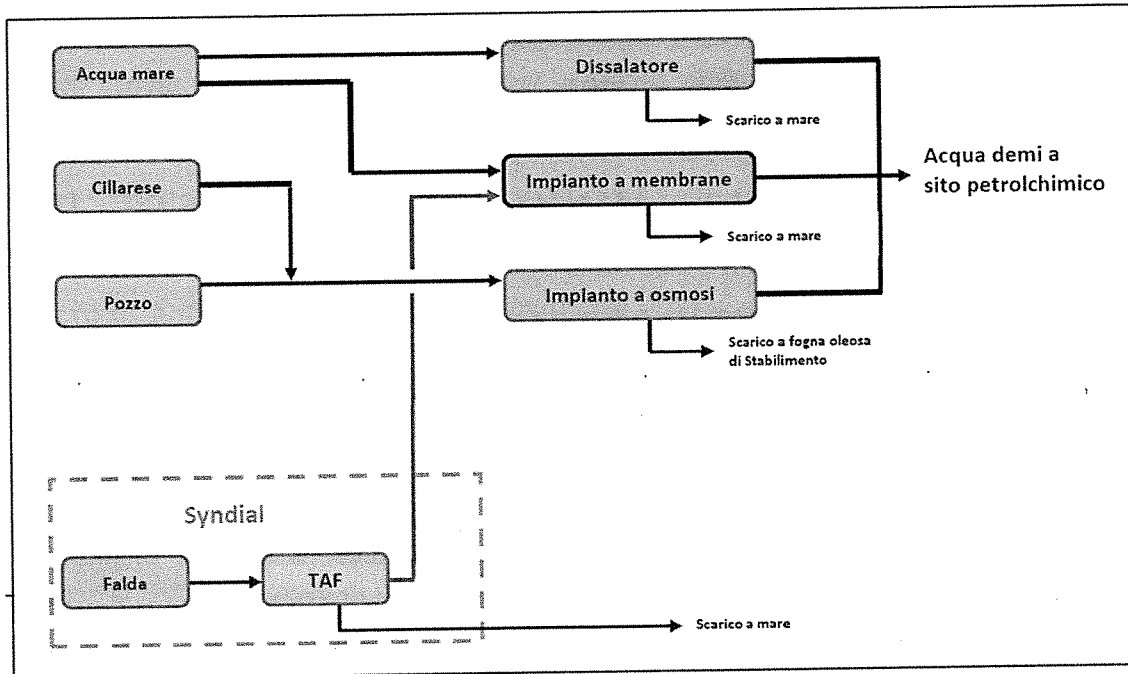 Acqua mare
Dissalatore
Scarico a mare
Cillarese
Impianto a membrane
Acqua demi a
sito petrolchimico
Scarico a mare
Pozzo
Impianto a osmosi
Scarico a fogna oleosa
di Stabilimento
Syndial
Falda
TAF
Scarico a mare